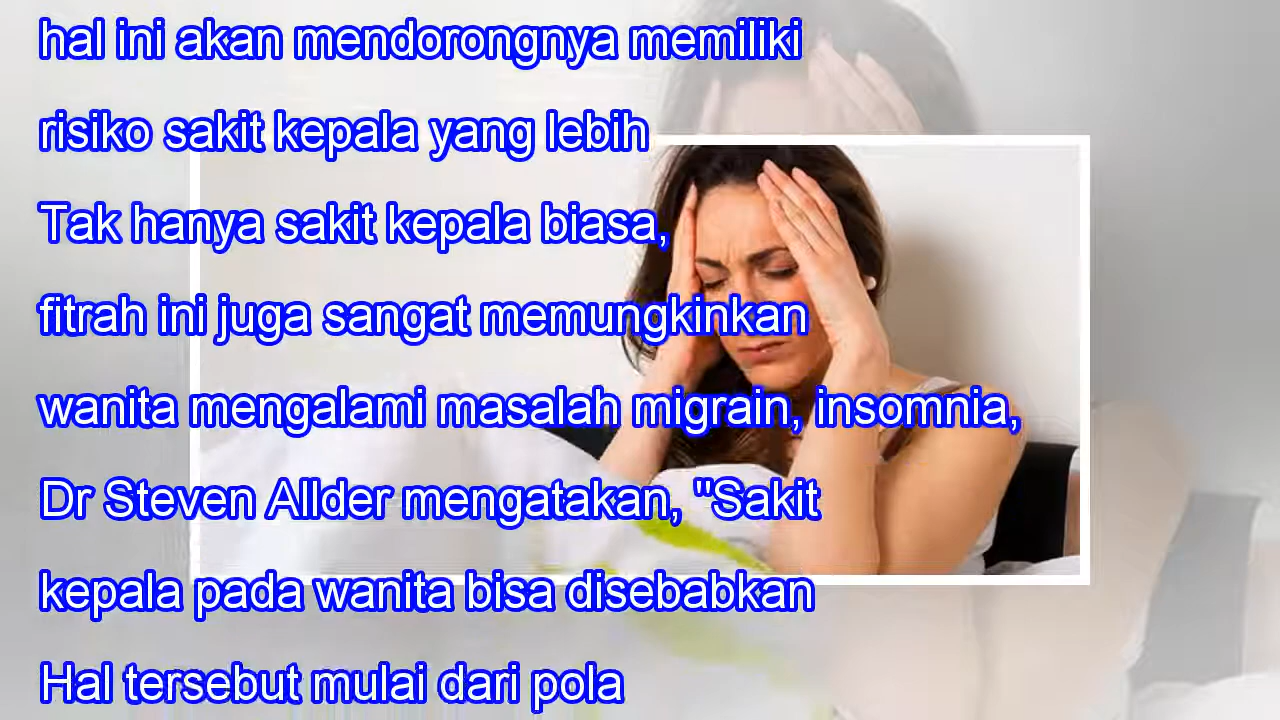 hal ini akan mendorongnya memiliki
risiko sakit kepala yang lebih
Tak hanya sakit kepala biasa,
fitrah ini juga sangat memungkinkan
wanita mengalami masalah migrain, insomnia,
Dr Steven Allder mengatakan, "Sakit
kepala pada wanita bisa disebabkan
Hal tersebut mulai dari pola